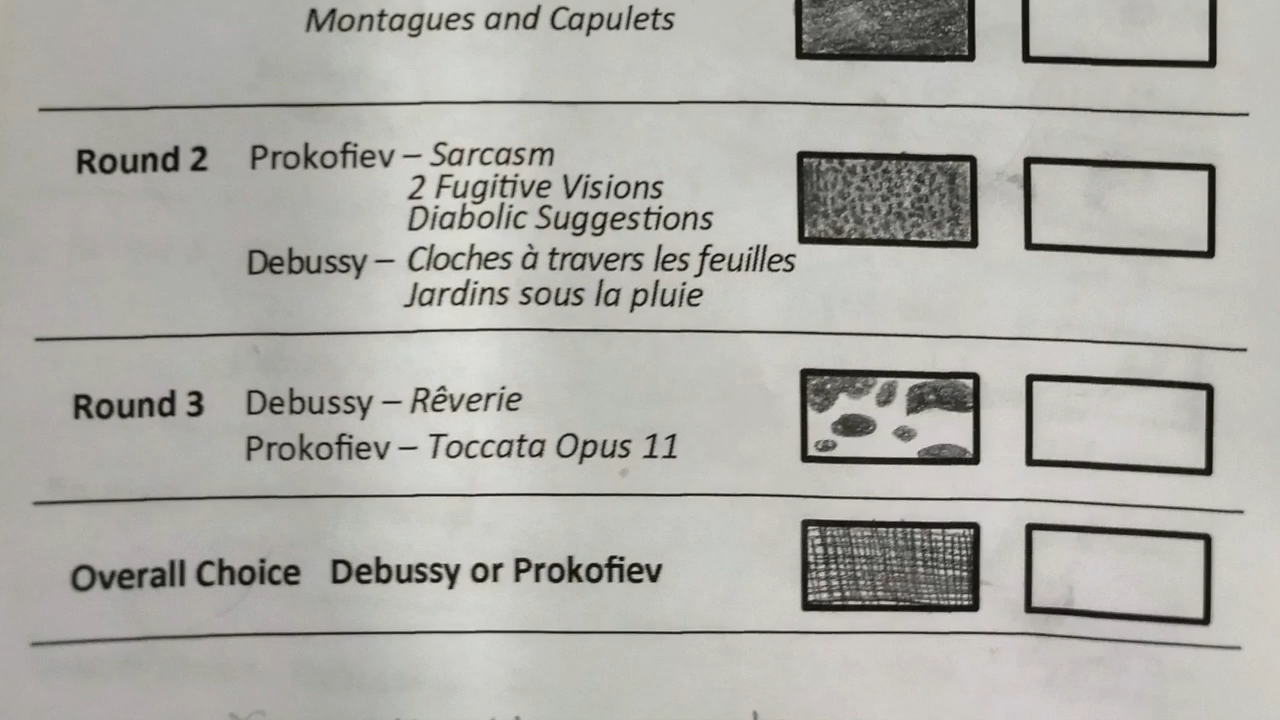 Montagues and Capulets
Round 2 Prokofiev – Sarcasm
2 Fugitive Visions
Diabolic Suggestions
Debussy – Cloches à travers les feuilles
Jardins sous la pluie
Round 3 Debussy – Rêverie
Prokofiev – Toccata Opus 11
Overall Choice Debussy or Prokofiev